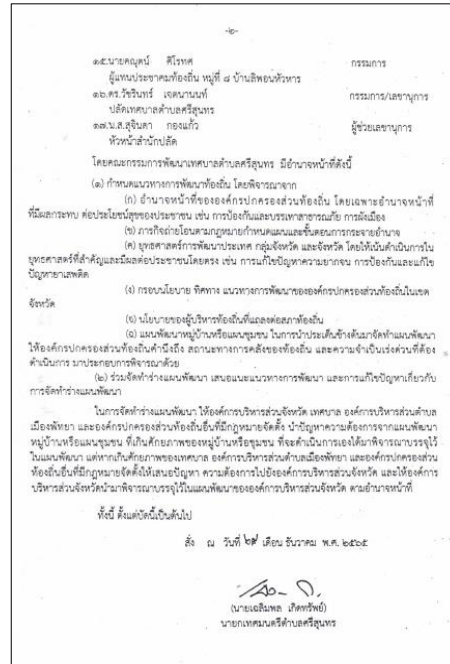 -๒-
๑๕.นายคณุตน์ ศิโรทศ กรรมการ
ผู้แทนประชาคมท้องถิ่น หมู่ที่ ๘ บ้านลิพอนหัวหาร
๑๖.ดร.วัชรินทร์ เจตนานนท์ กรรมการ/เลขานุการ
ปลัดเทศบาลตำบลศรีสุนทร
๑๗.น.ส.สุจินดา กองแก้ว ผู้ช่วยเลขานุการ
หัวหน้าสำนักปลัด
โดยคณะกรรมการพัฒนาเทศบาลตำบลศรีสุนทร มีอำนาจหน้าที่ดังนี้
(๑) กำหนดแนวทางการพัฒนาท้องถิ่น โดยพิจารณาจาก
(ก) อำนาจหน้าที่ขององค์กรปกครองส่วนท้องถิ่น โดยเฉพาะอำนาจหน้าที่
ที่มีผลกระทบ ต่อประโยชน์สุขของประชาชน เช่น การป้องกันและบรรเทาสาธารณภัย การผังเมือง
(ข) ภารกิจถ่ายโอนตามกฎหมายกำหนดแผนและขั้นตอนการกระจายอำนาจ
(ค) ยุทธศาสตร์การพัฒนาประเทศ กลุ่มจังหวัด และจังหวัด โดยให้เน้นดำเนินการใน
ยุทธศาสตร์ที่สำคัญและมีผลต่อประชาชนโดยตรง เช่น การแก้ไขปัญหาความยากจน การป้องกันและแก้ไข
ปัญหายาเสพติด
(ง) กรอบนโยบาย ทิศทาง แนวทางการพัฒนาขององค์กรปกครองส่วนท้องถิ่นในเขต
จังหวัด
(จ) นโยบายของผู้บริหารท้องถิ่นที่แถลงต่อสภาท้องถิ่น
(ฉ) แผนพัฒนาหมู่บ้านหรือแผนชุมชน ในการนำประเด็นข้างต้นมาจัดทำแผนพัฒนา
ให้องค์กรปกครองส่วนท้องถิ่นคำนึงถึง สถานะทางการคลังของท้องถิ่น และความจำเป็นเร่งด่วนที่ต้อง
ดำเนินการ มาประกอบการพิจารณาด้วย
(๒) ร่วมจัดทำร่างแผนพัฒนา เสนอแนะแนวทางการพัฒนา และการแก้ไขปัญหาเกี่ยวกับ
การจัดทำร่างแผนพัฒนา
ในการจัดทำร่างแผนพัฒนา ให้องค์การบริหารส่วนจังหวัด เทศบาล องค์การบริหารส่วนตำบล
เมืองพัทยา และองค์กรปกครองส่วนท้องถิ่นอื่นที่มีกฎหมายจัดตั้ง นำปัญหาความต้องการจากแผนพัฒนา
หมู่บ้านหรือแผนชุมชน ที่เกินศักยภาพของหมู่บ้านหรือชุมชน ที่จะดำเนินการเองได้มาพิจารณาบรรจุไว้
ในแผนพัฒนา แต่หากเกินศักยภาพของเทศบาล องค์การบริหารส่วนตำบลเมืองพัทยา และองค์กรปกครองส่วน
ท้องถิ่นอื่นที่มีกฎหมายจัดตั้งให้เสนอปัญหา ความต้องการไปยังองค์การบริหารส่วนจังหวัด และให้องค์การ
บริหารส่วนจังหวัดนำมาพิจารณาบรรจุไว้ในแผนพัฒนาขององค์การบริหารส่วนจังหวัด ตามอำนาจหน้าที่
ทั้งนี้ ตั้งแต่บัดนี้เป็นต้นไป
สั่ง ณ วันที่ ๒๙ เดือน ธันวาคม พ.ศ. ๒๕๖๕
(นายเฉลิมพล เกิดทรัพย์)
นายกเทศมนตรีตำบลศรีสุนทร